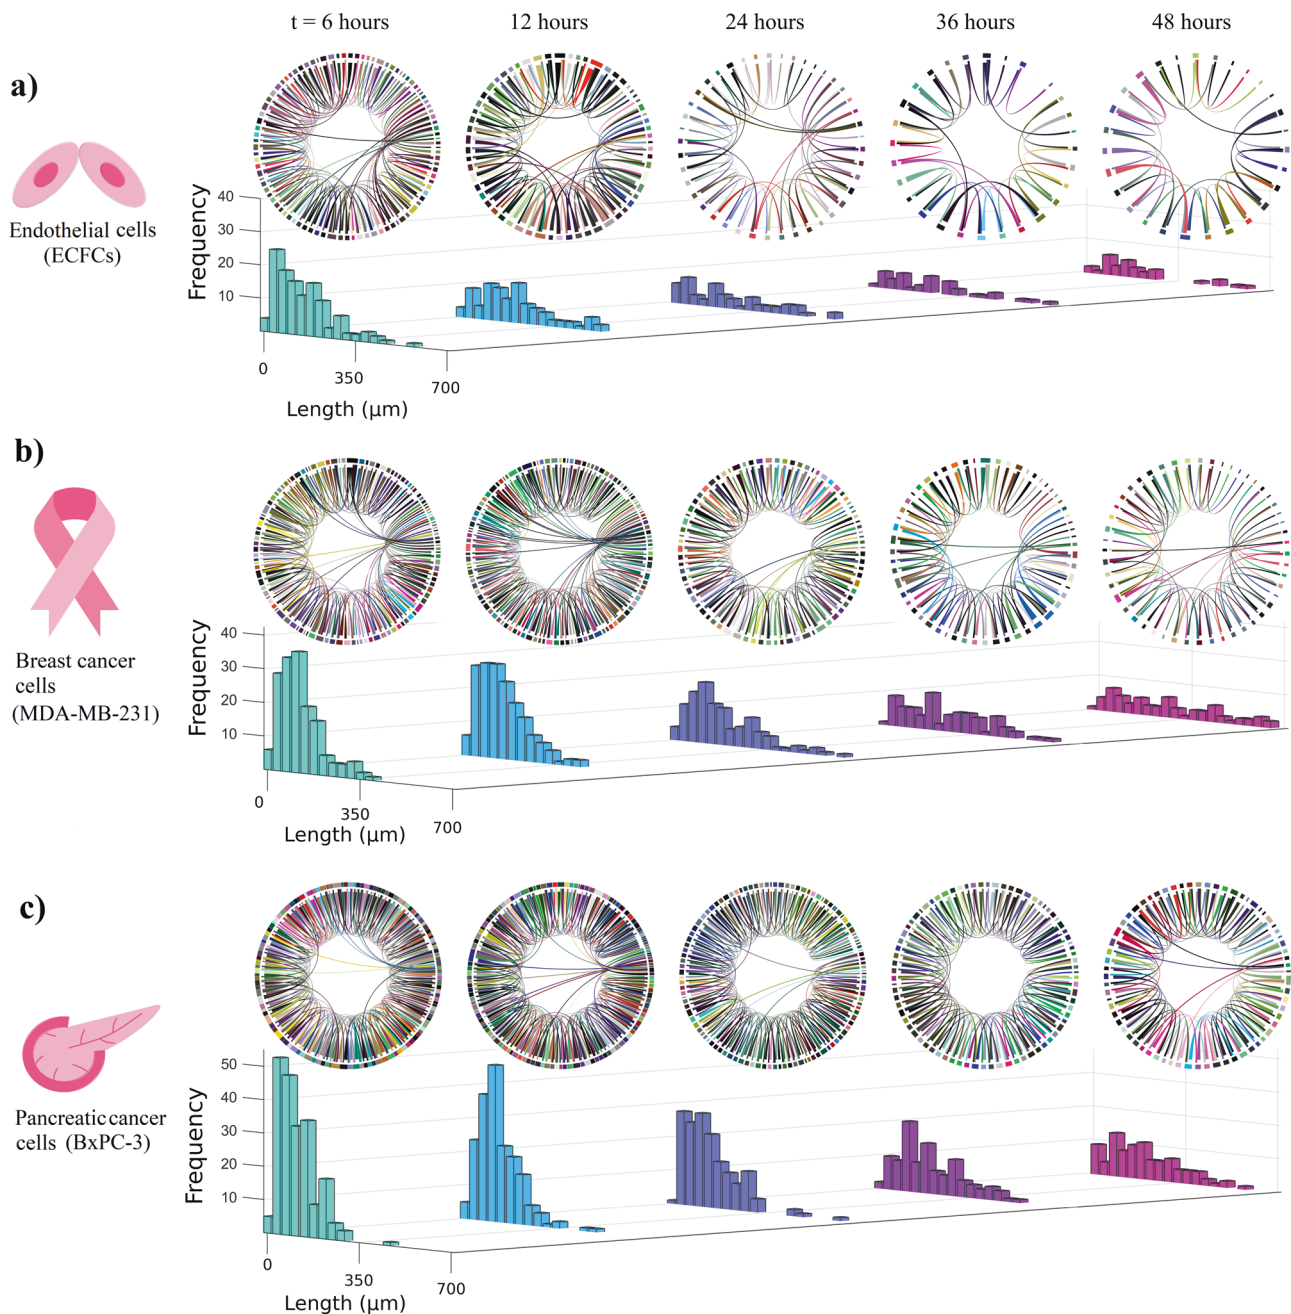 t = 6 hours
12 hours
24 hours
36 hours
48 hours
a)
Endothelial cells
(ECFCs)
Frequency
40
30
20
10
0
350
700
Length (μm)
b)
Breast cancer
cells
(MDA-MB-231)
Frequency
40
30
20
10
0
350
700
Length (μm)
c)
Pancreatic cancer
cells (BxPC-3)
Frequency
50
40
30
20
10
0
350
700
Length (μm)